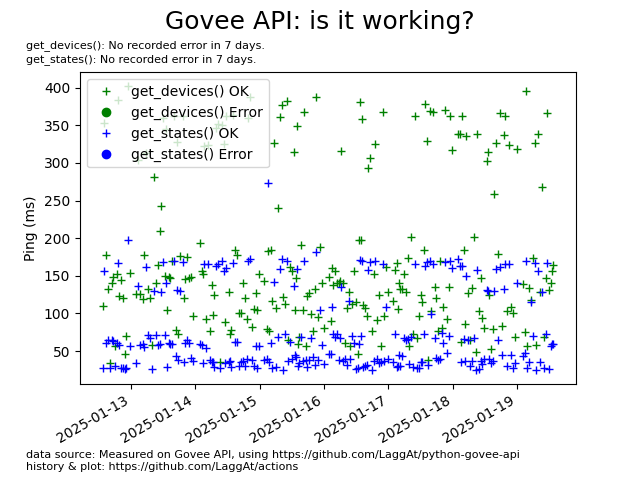 Govee API: is it working?
get_devices(): No recorded error in 7 days.
get_states(): No recorded error in 7 days.
400
350
300
250
200
150
100
50
Ping (ms)
get_devices() OK
get_devices() Error
get_states() OK
get_states() Error
2025-01-13
2025-01-14
2025-01-15
2025-01-16
2025-01-17
2025-01-18
2025-01-19
data source: Measured on Govee API, using https://github.com/LaggAt/python-govee-api
history & plot: https://github.com/LaggAt/actions